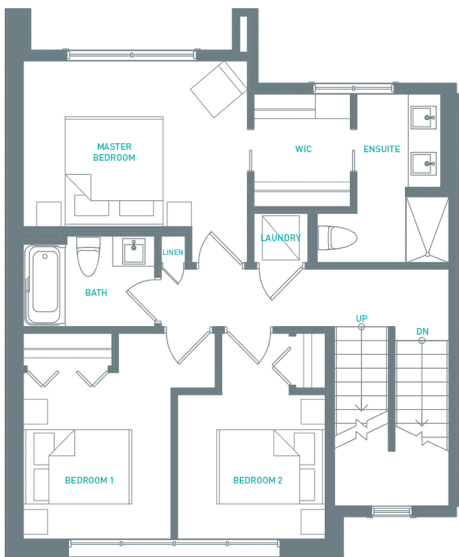 MASTER
BEDROOM
WIC
ENSUITE
LINEN
LAUNDRY
BATH
UP
DN
BEDROOM 1
BEDROOM 2